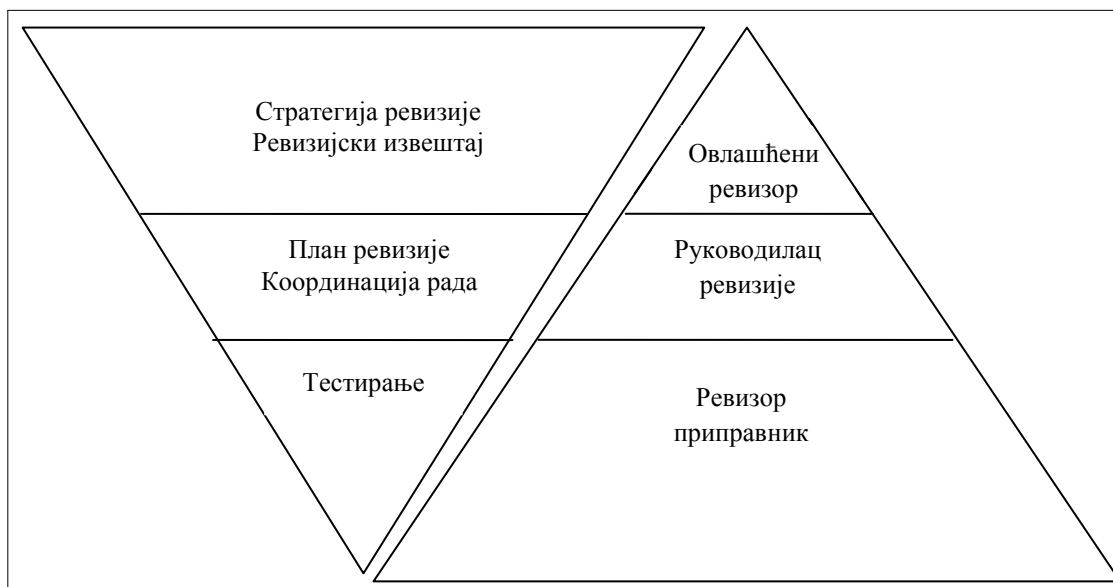 Стратегија ревизије
Ревизијски извештај
План ревизије
Координација рада
Тестирање
Овлашћени
ревизор
Руководилац
ревизије
Ревизор
приправник